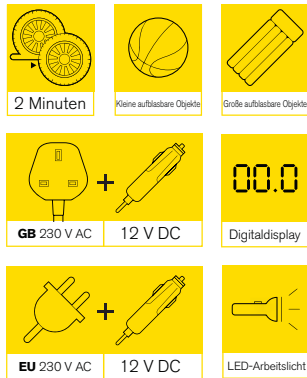 2 Minuten
Kleine aufblasbare Objekte
Große aufblasbare Objekte
00.0
GB 230 V AC
12 V DC
Digitaldisplay
EU 230 V AC
12 V DC
LED-Arbeitslicht